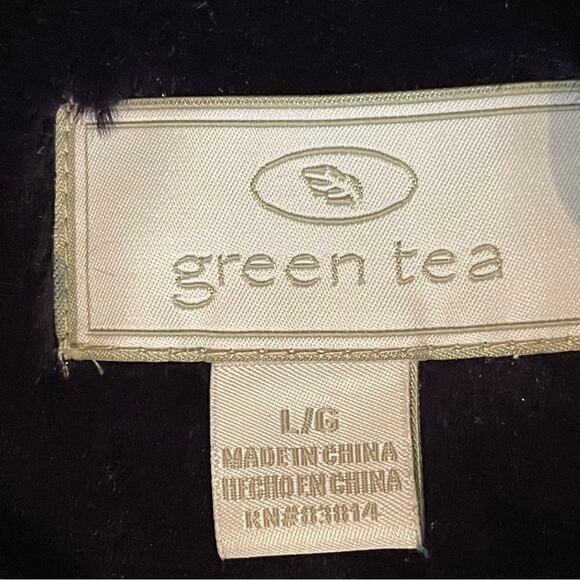 green tea
L/G
MADE IN CHINA
HECHO EN CHINA
RN#83814